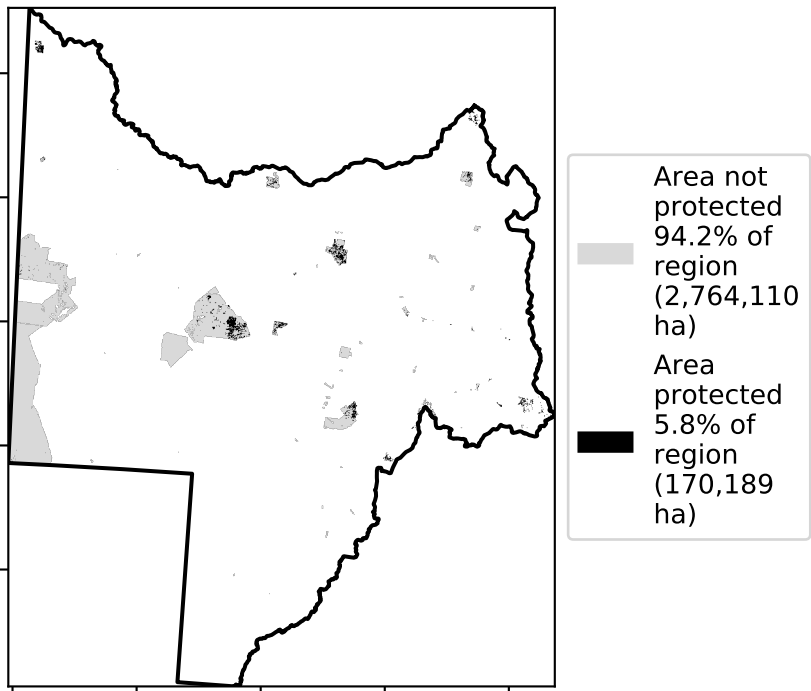 Area not
protected
94.2% of
region
(2,764,110
ha)
Area
protected
5.8% of
region
(170,189
ha)